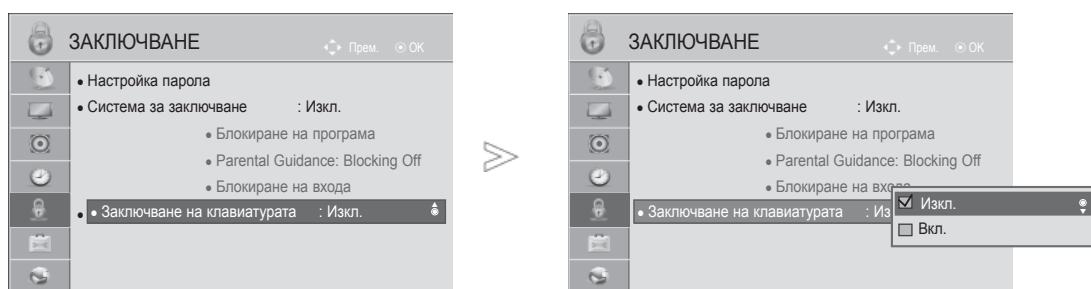 ЗАКЛЮЧВАНЕ
Прем. OK
• Настройка парола
• Система за заключване : Изкл.
• Блокиране на програма
• Parental Guidance: Blocking Off
• Блокиране на входа
• • Заключване на клавиатурата : Изкл.
ЗАКЛЮЧВАНЕ
Прем. OK
• Настройка парола
• Система за заключване : Изкл.
• Блокиране на програма
• Parental Guidance: Blocking Off
• Блокиране на входа
• Заключване на клавиатурата : Из
Изкл.
Вкл.